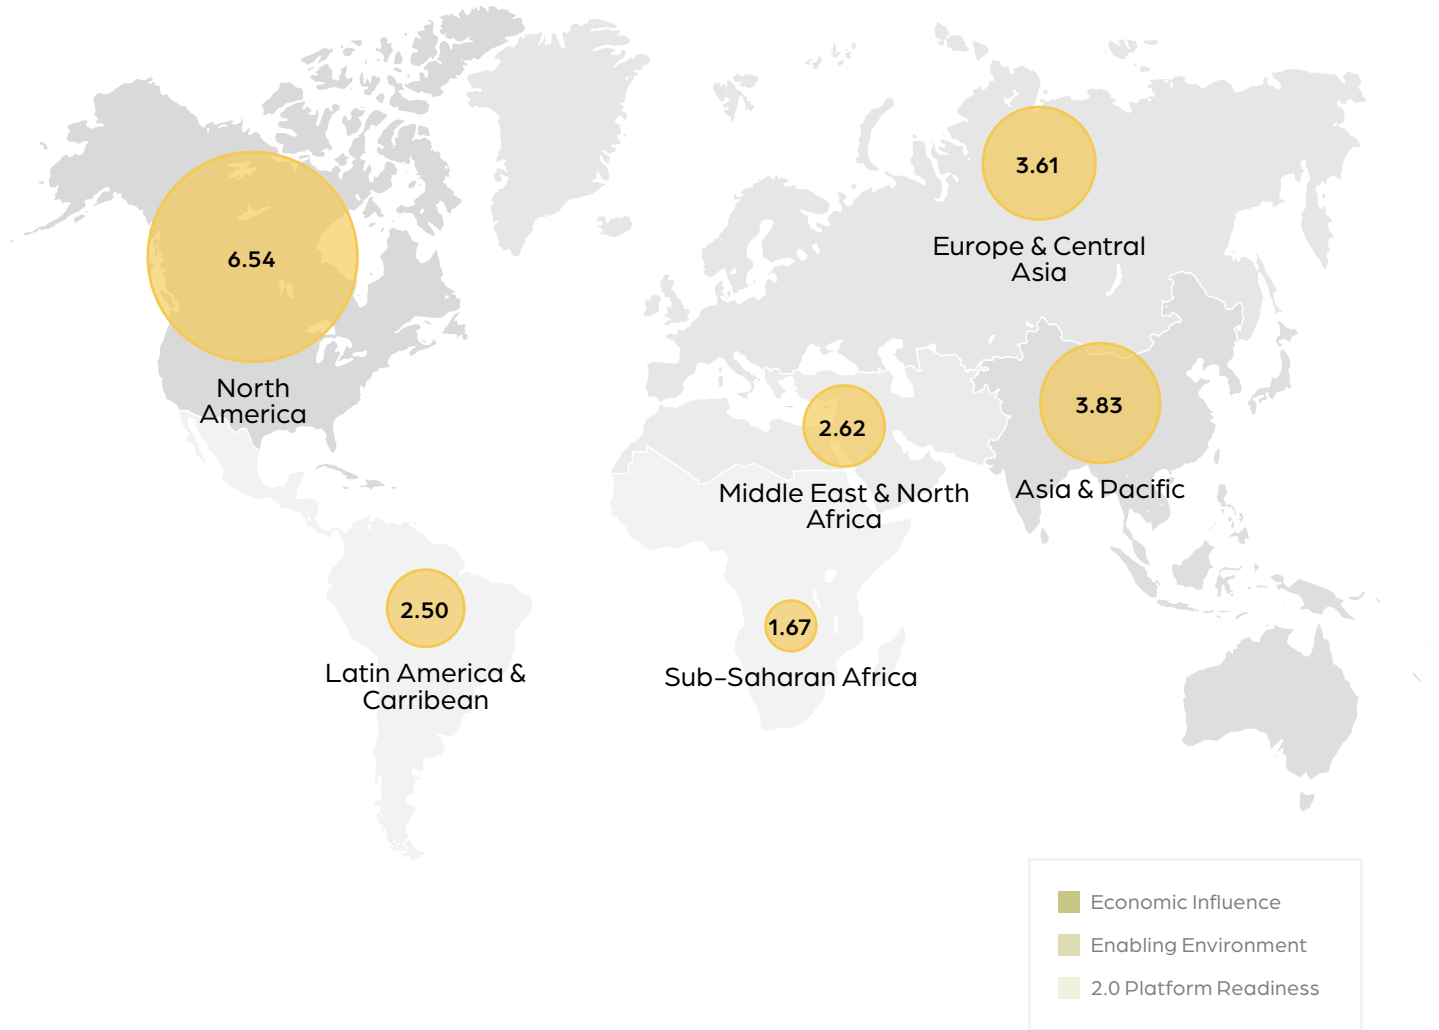 3.61
Europe & Central
Asia
6.54
North
America
3.83
Asia & Pacific
2.62
Middle East & North
Africa
2.50
Latin America &
Carribean
1.67
Sub-Saharan Africa
Economic Influence
Enabling Environment
2.0 Platform Readiness